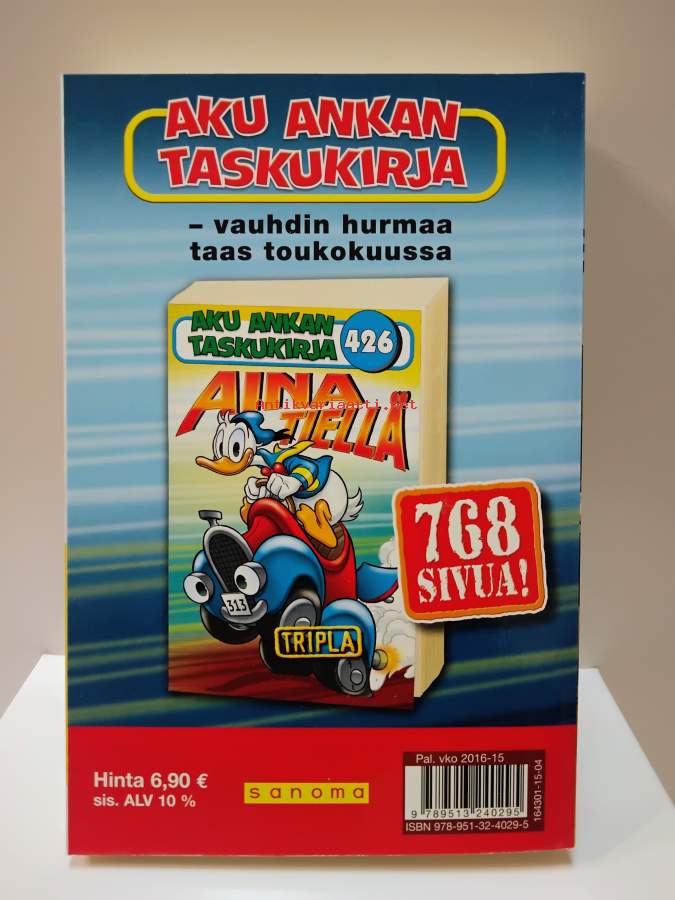 AKU ANKAN
TASKUKIRJA
– vauhdin hurmaa
taas toukokuussa
AKU ANKAN
TASKUKIRJA
426
AINA
TIELLÄ
Antikvariaatti.net
313
TRIPLA
768
SIVUA!
Hinta 6,90 €
sis. ALV 10 %
sanoma
Pal. vko 2016-15
9 789513 240295
ISBN 978-951-32-4029-5
164301-15-04